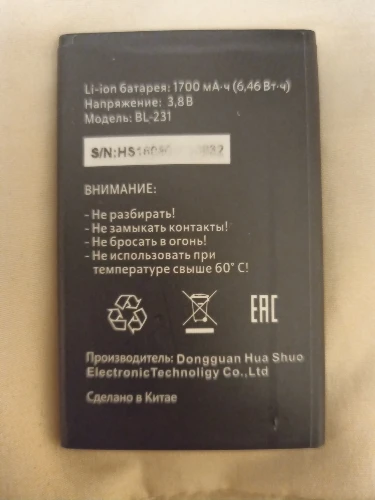 Li-ion батарея: 1700 мА·ч (6,46 Вт·ч)
Напряжение: 3,8 В
Модель: BL-231
ВНИМАНИЕ:
- Не разбирать!
- Не замыкать контакты!
- Не бросать в огонь!
- Не использовать при
температуре свыше 60° С!
EAC
Производитель: Dongguan Hua Shuo
ElectronicTechnoligy Co.,Ltd
Сделано в Китае